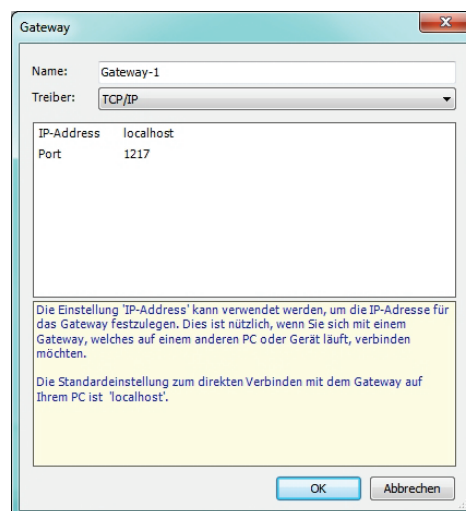 Gateway
Name: Gateway-1
Treiber: TCP/IP
IP-Address localhost
Port 1217
Die Einstellung 'IP-Address' kann verwendet werden, um die IP-Adresse für
das Gateway festzulegen. Dies ist nützlich, wenn Sie sich mit einem
Gateway, welches auf einem anderen PC oder Gerät läuft, verbinden
möchten.
Die Standardeinstellung zum direkten Verbinden mit dem Gateway auf
Ihrem PC ist 'localhost'.
OK Abbrechen